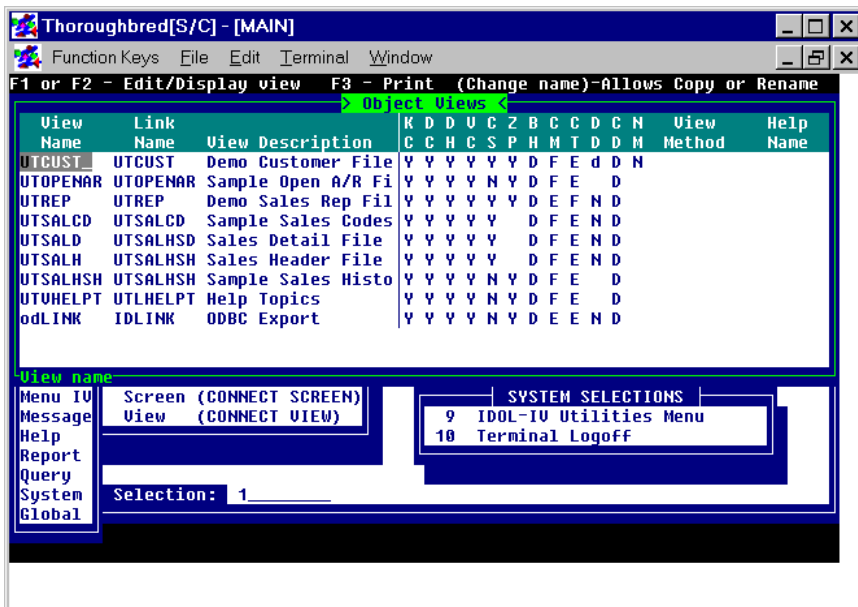 Thoroughbred[S/C] - [MAIN]
Function Keys File Edit Terminal Window
F1 or F2 - Edit/Display view F3 - Print (Change name)-Allows Copy or Rename
> Object Views <
View Link K D D V C Z B C C D C N View Help
Name Name View Description C C H C S P H M T D D M Method Name
UTCUST_ UTCUST Demo Customer File Y Y Y Y Y Y D F E d D N
UTOPENAR UTOPENAR Sample Open A/R Fi Y Y Y Y N Y D F E D
UTREP UTREP Demo Sales Rep Fil Y Y Y Y Y Y D E F N D
UTSALCD UTSALCD Sample Sales Codes Y Y Y Y Y D F E N D
UTSALD UTSALHSD Sales Detail File Y Y Y Y Y D F E N D
UTSALH UTSALHSH Sales Header File Y Y Y Y Y D F E N D
UTSALHSH UTSALHSH Sample Sales Histo Y Y Y Y N Y D F E D
UTVHELPT UTLHELPT Help Topics Y Y Y Y N Y D F E D
odLINK IDLINK ODBC Export Y Y Y Y N Y D E E N D
View name
Menu IV Screen (CONNECT SCREEN) SYSTEM SELECTIONS
Message View (CONNECT VIEW) 9 IDOL-IV Utilities Menu
Help 10 Terminal Logoff
Report
Query
System Selection: 1_________
Global